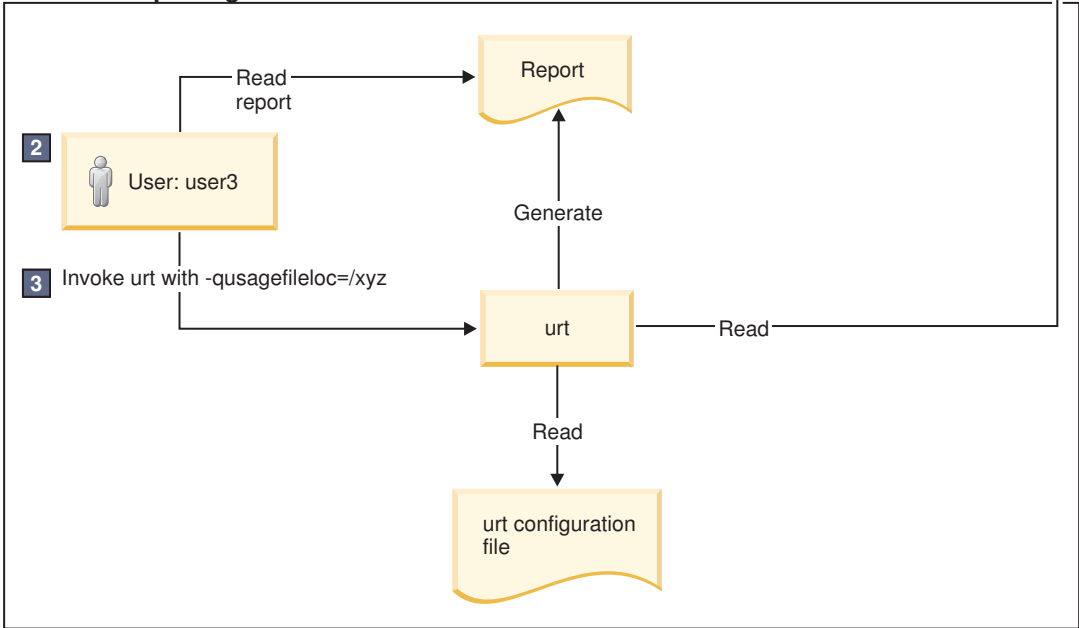 Read
report
Report
2
User: user3
Generate
3
Invoke urt with -qusagefileloc=/xyz
urt
Read
Read
urt configuration
file